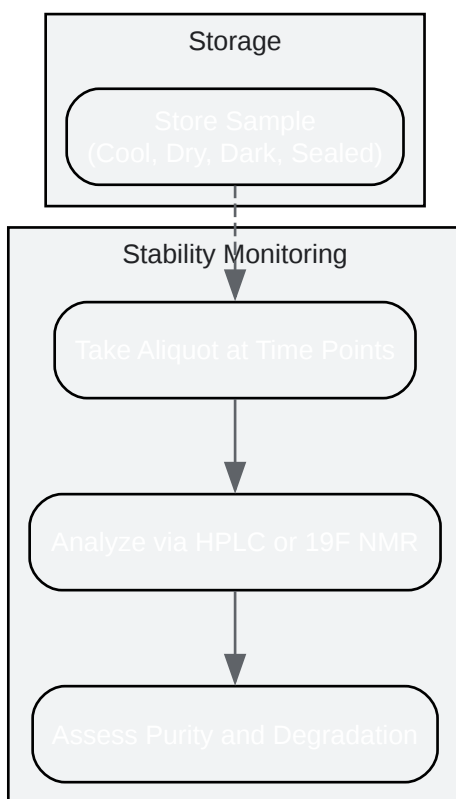 Storage
Store Sample
(Cool, Dry, Dark, Sealed)
Stability Monitoring
Take Aliquot at Time Points
Analyze via HPLC or 19F NMR
Assess Purity and Degradation